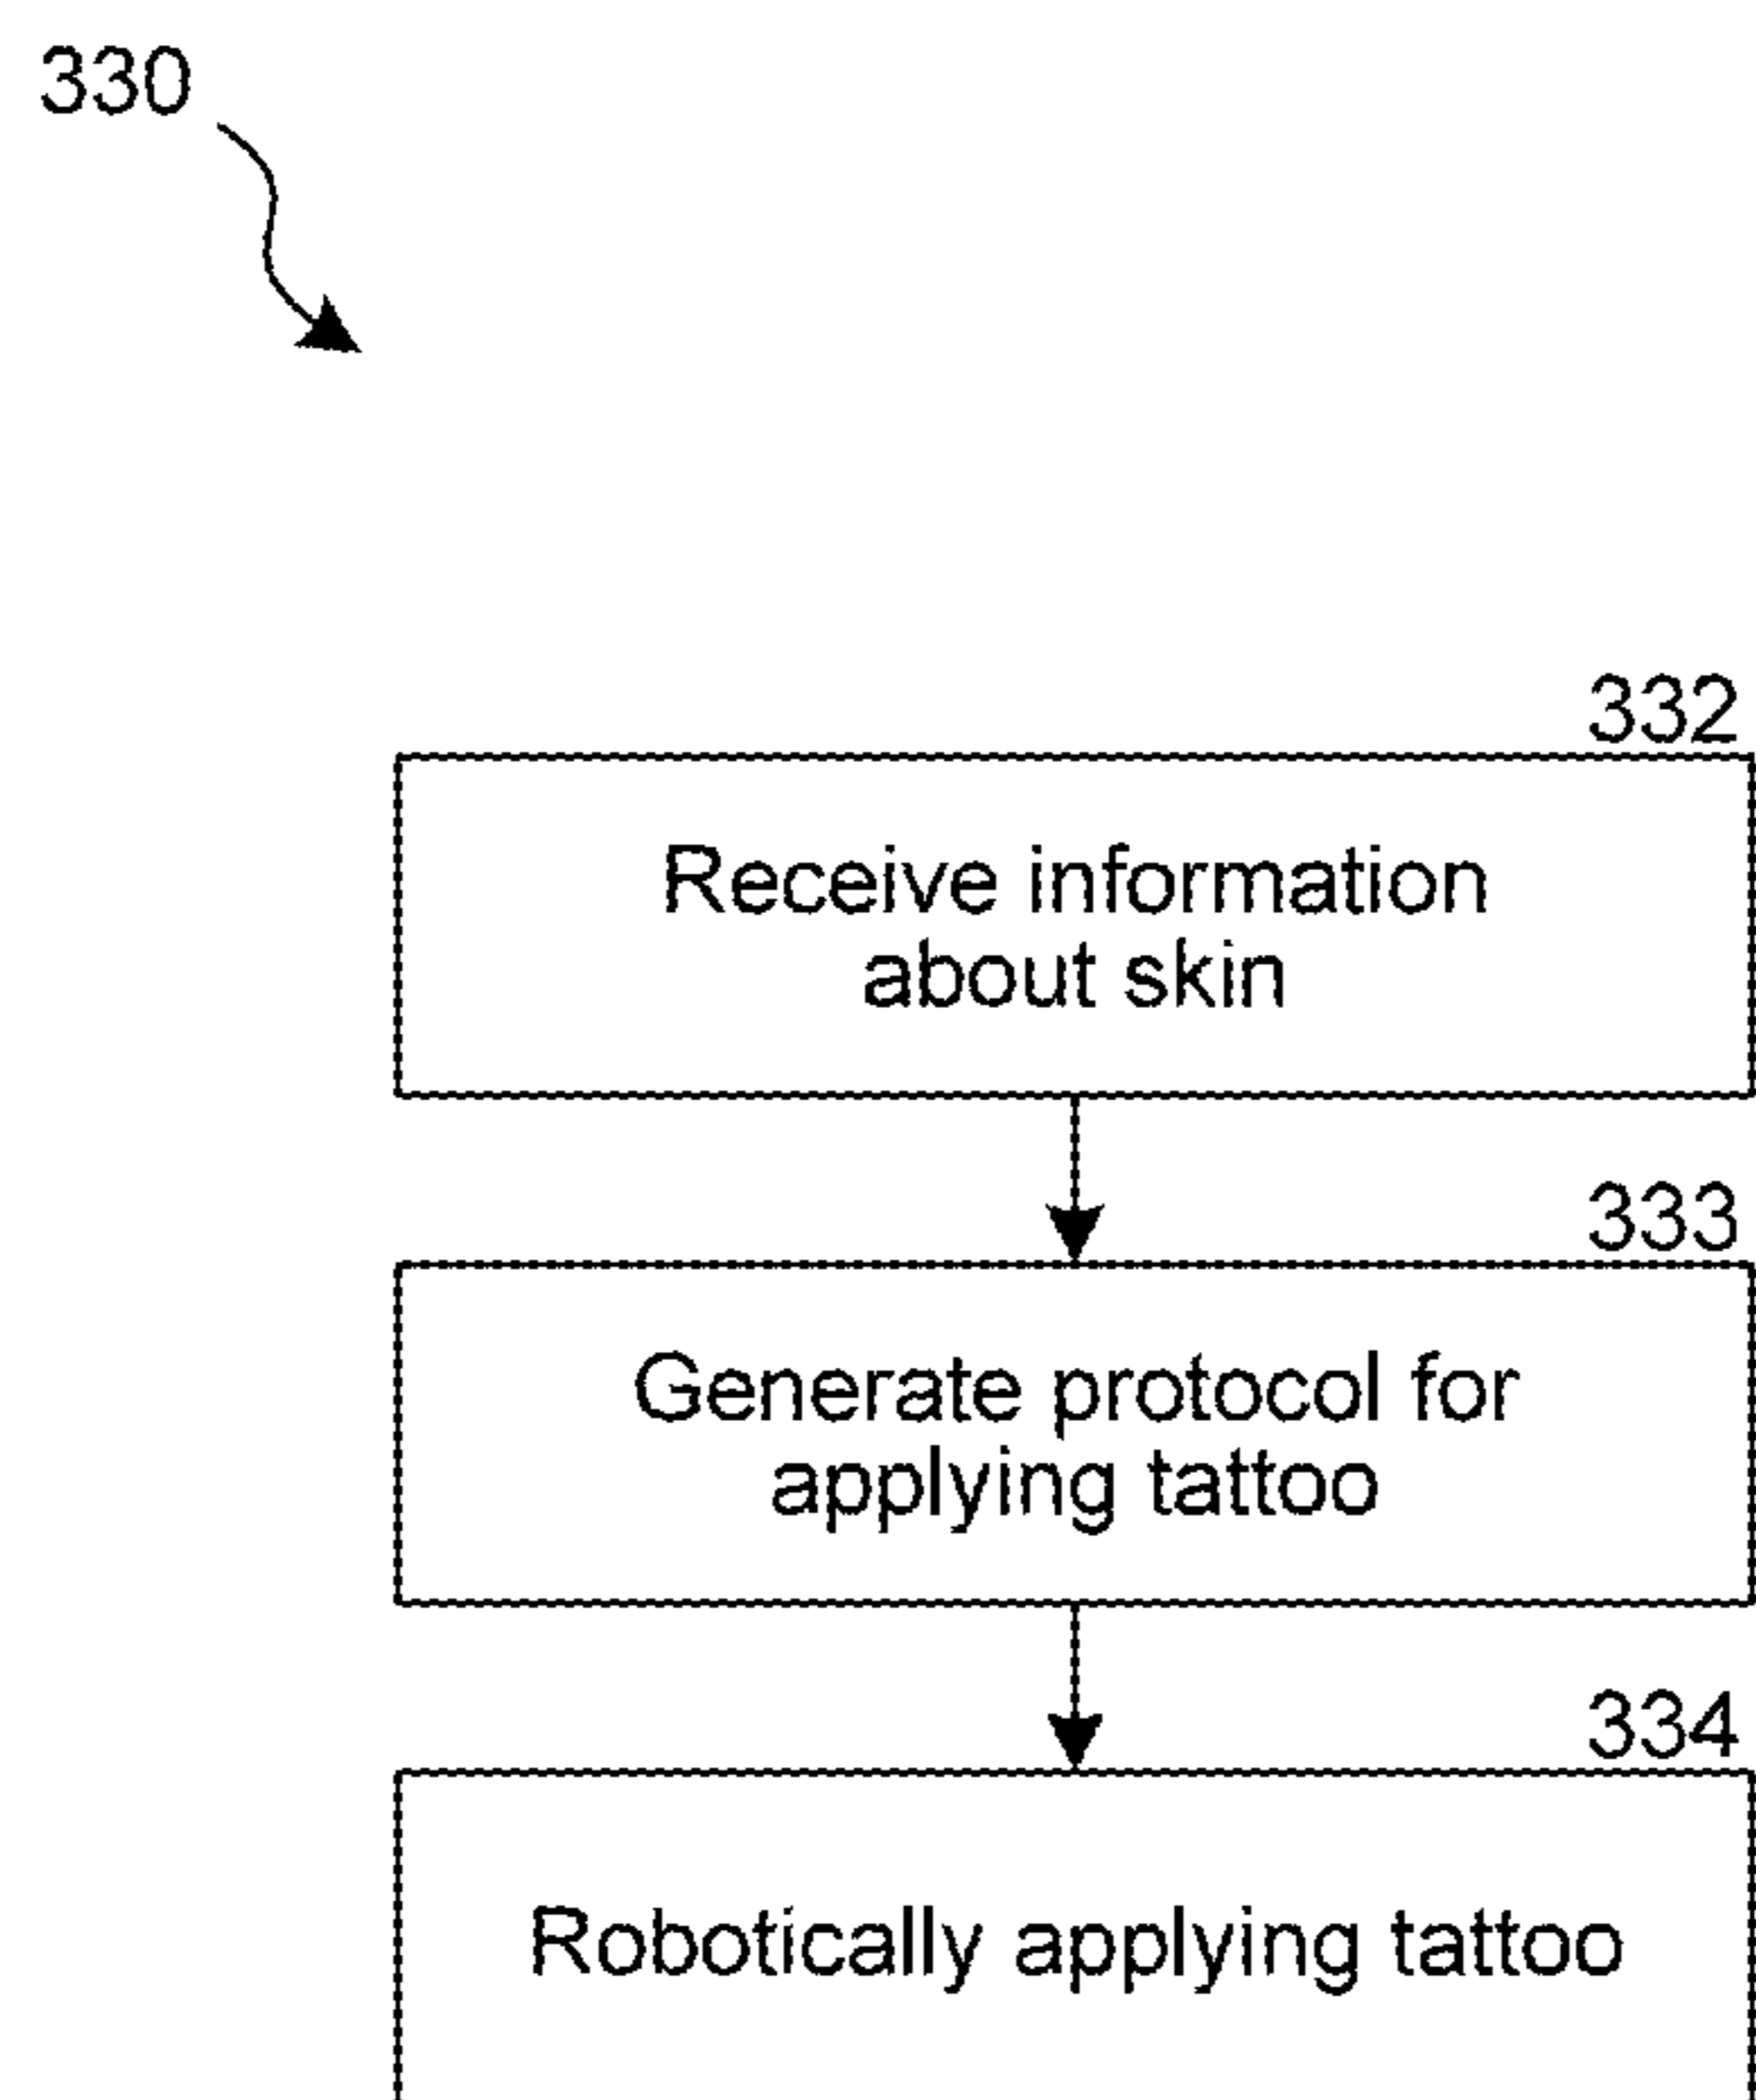 330
332
Receive information
about skin
333
Generate protocol for
applying tattoo
334
Robotically applying tattoo